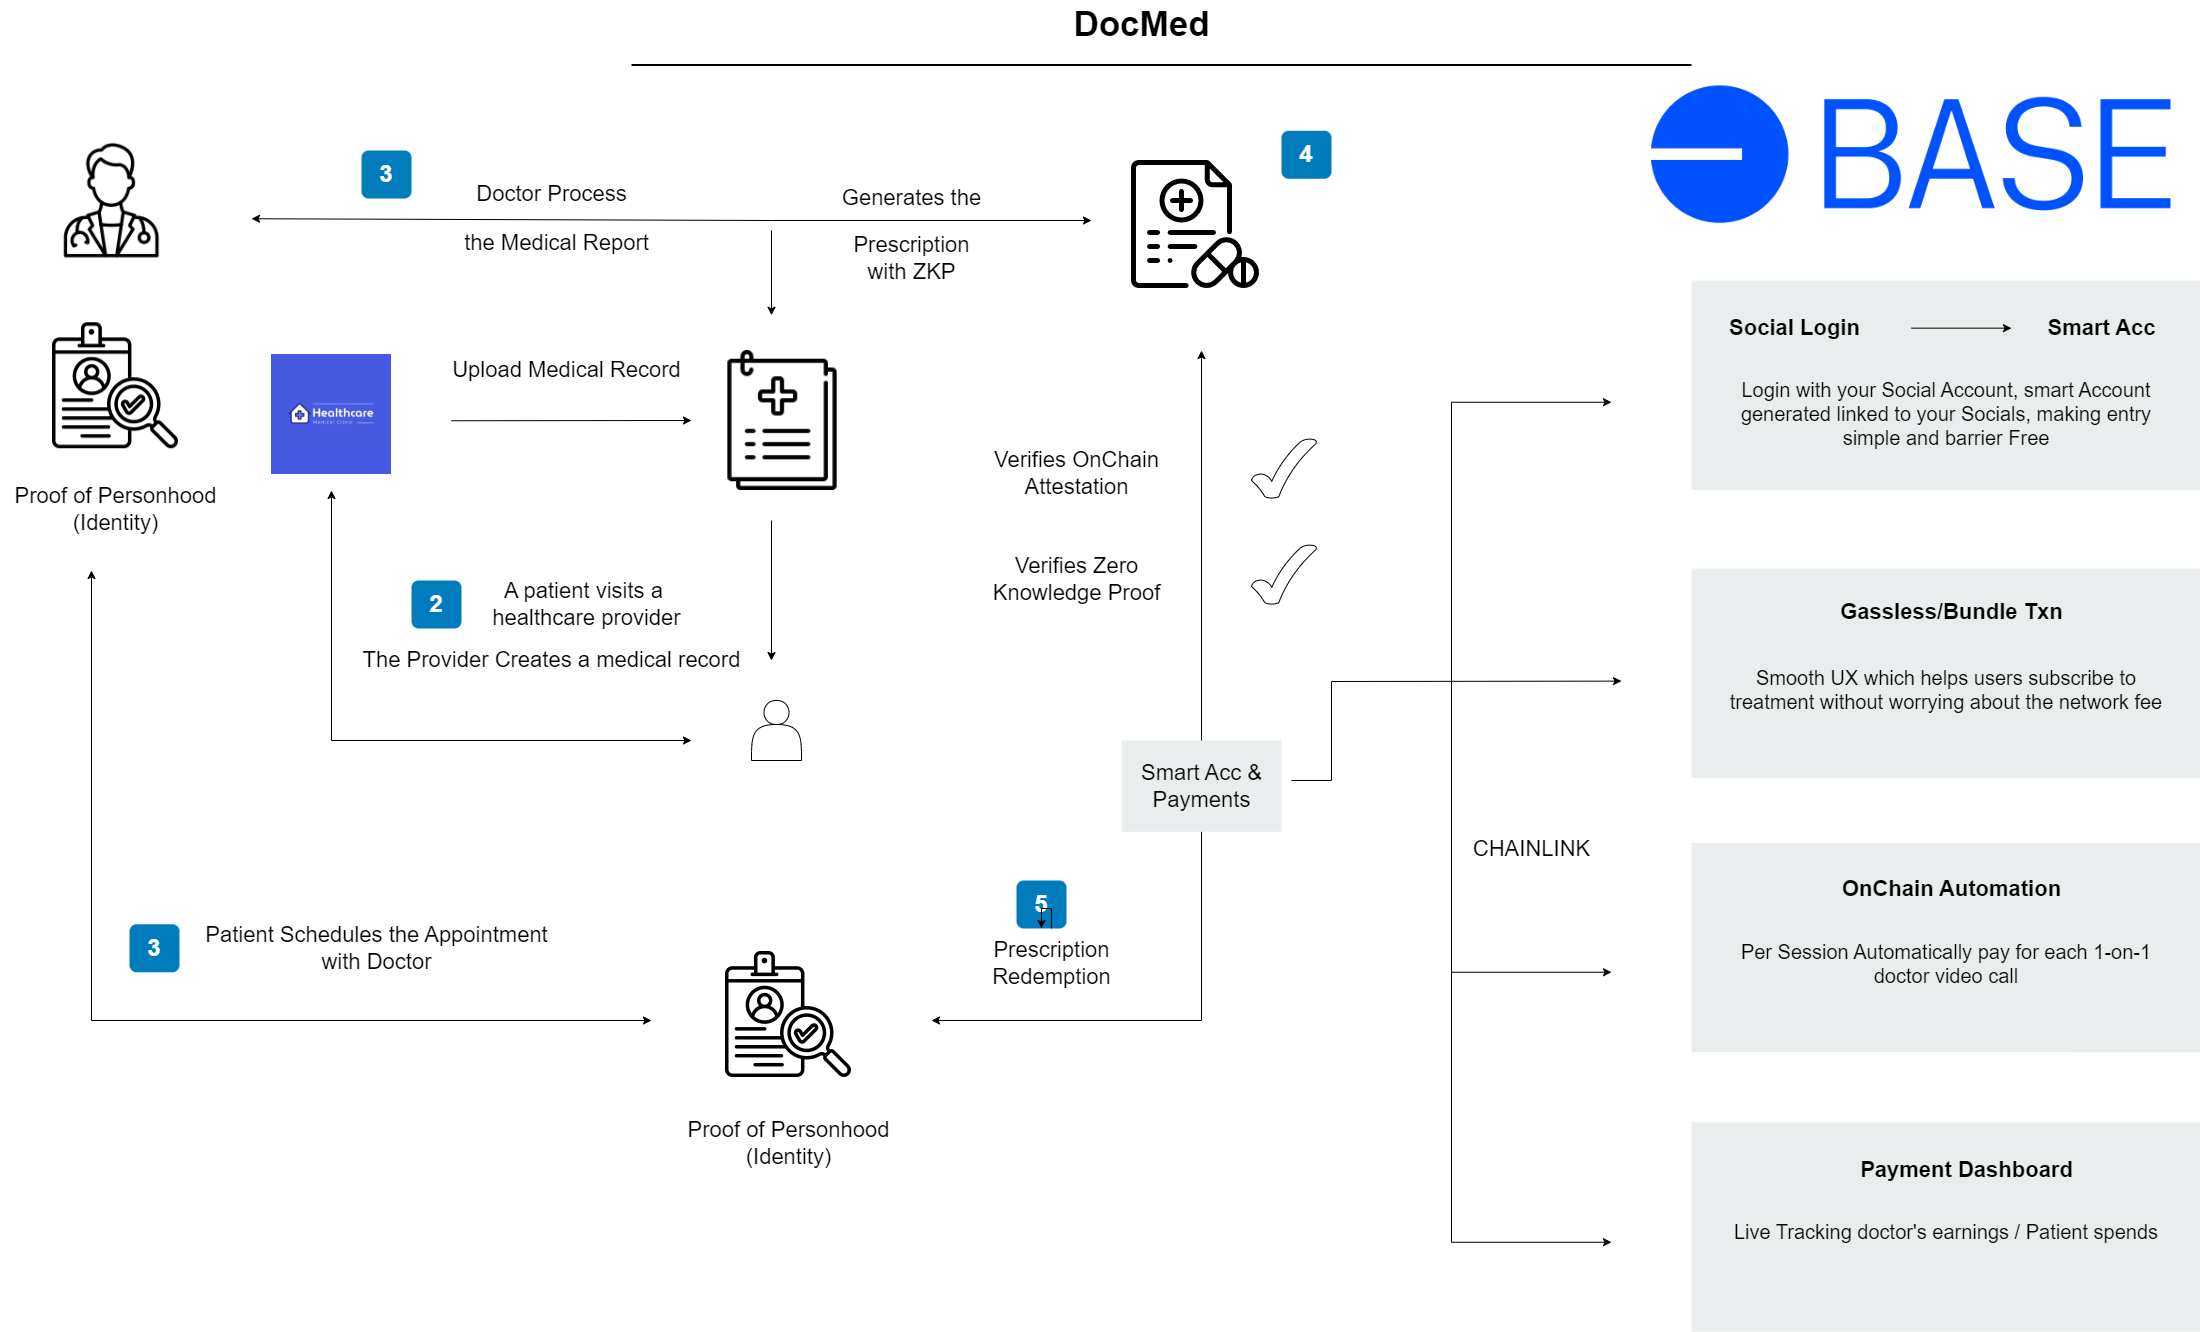 DocMed
BASE
3
Doctor Process
the Medical Report
Generates the
Prescription
with ZKP
4
Healthcare
Medical Clinic
Upload Medical Record
Proof of Personhood
(Identity)
2
A patient visits a
healthcare provider
The Provider Creates a medical record
Verifies OnChain
Attestation
Verifies Zero
Knowledge Proof
Smart Acc &
Payments
3
Patient Schedules the Appointment
with Doctor
5
Prescription
Redemption
Proof of Personhood
(Identity)
CHAINLINK
Social Login
Smart Acc
Login with your Social Account, smart Account
generated linked to your Socials, making entry
simple and barrier Free
Gassless/Bundle Txn
Smooth UX which helps users subscribe to
treatment without worrying about the network fee
OnChain Automation
Per Session Automatically pay for each 1-on-1
doctor video call
Payment Dashboard
Live Tracking doctor's earnings / Patient spends